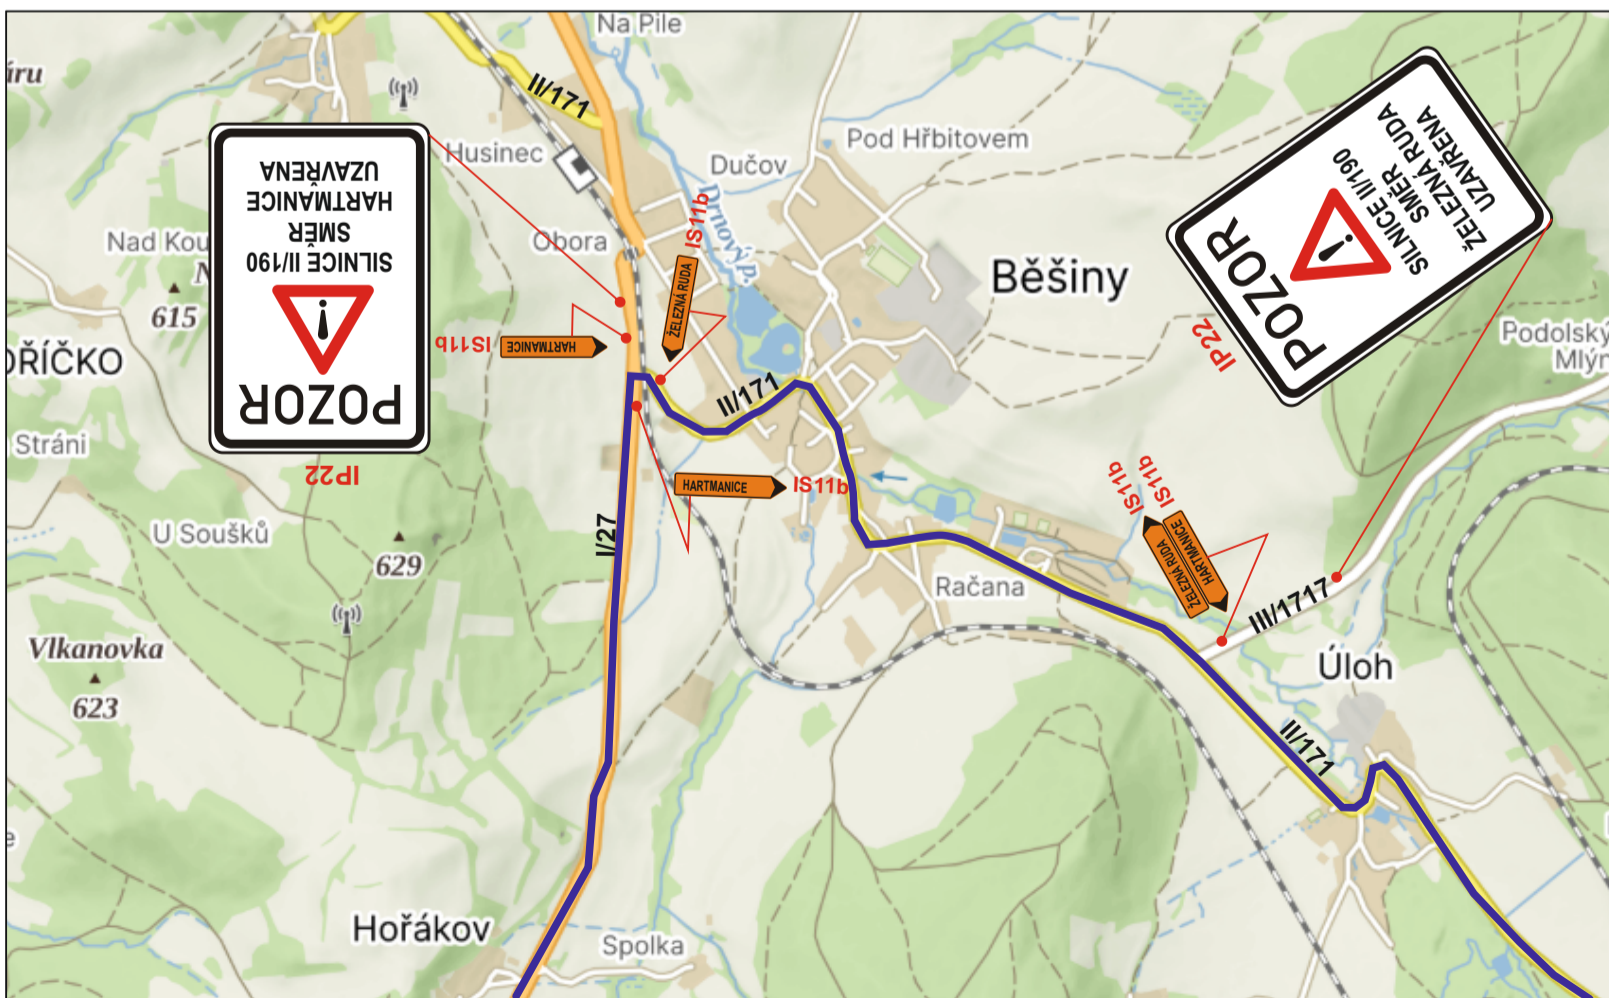 Na Pile
áru
II/171
Husinec
Pod Hřbitovem
Dučov
Drnový p.
Nad Kou
N
615
Obora
Běšiny
POZOR
SILNICE II/190
SMĚR
HARTMANICE
UZAVŘENA
IP22
POZOR
SILNICE II/190
SMĚR
ŽELEZNÁ RUDA
UZAVŘENA
IP22
IS11b
ŽELEZNÁ RUDA
IS11b
HARTMANICE
Podolský
Mlýn
OŘÍČKO
Stráni
II/171
HARTMANICE
IS11b
IS11b
IS11b
ŽELEZNÁ RUDA
HARTMANICE
U Soušků
629
I/27
Račana
III/1717
Úloh
Vlkanovka
623
II/171
e
Hořákov
Spolka